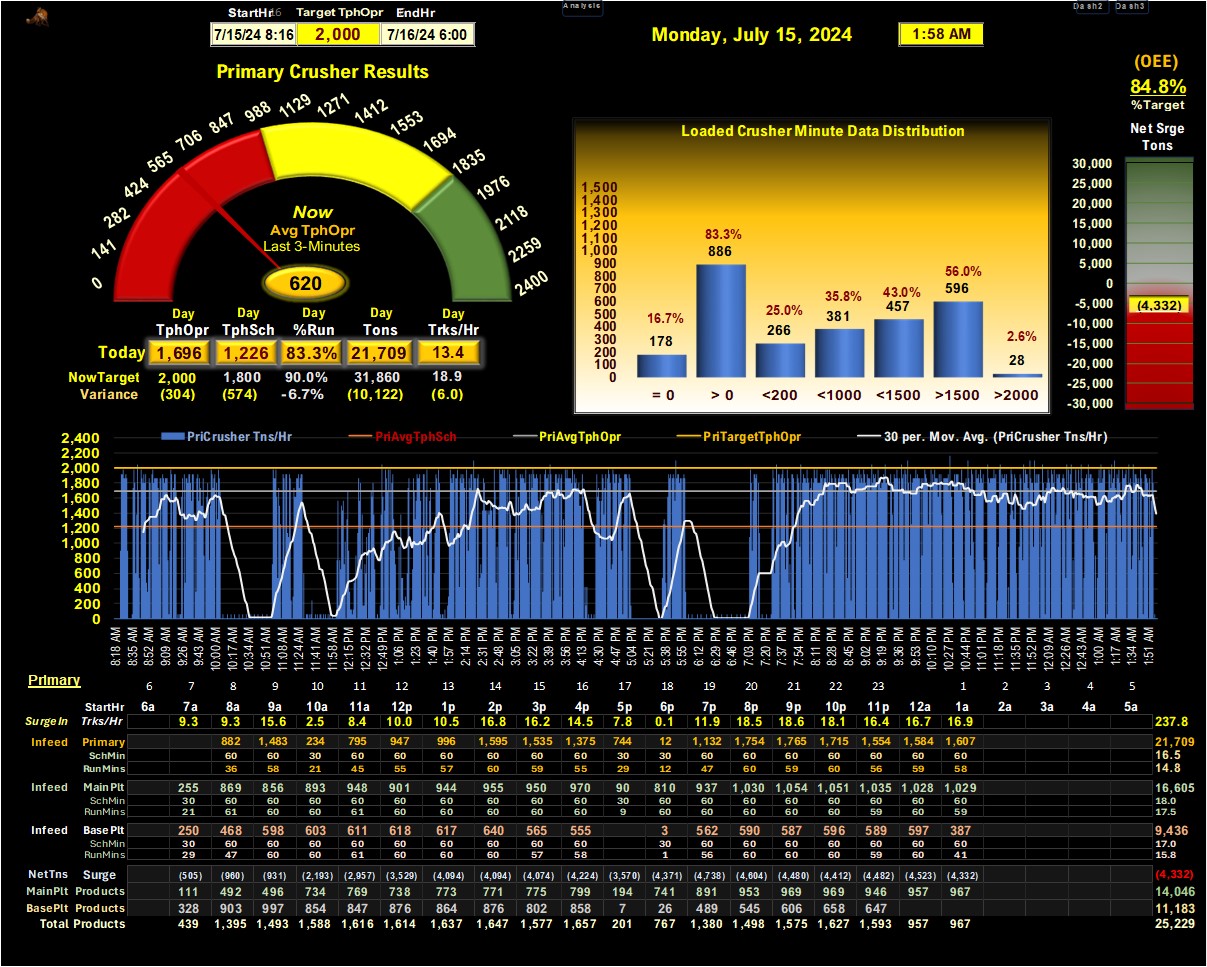 Analysis
Dash2 Dash3
StartHr Target TphOpr EndHr
7/15/24 8:16 2,000 7/16/24 6:00
Monday, July 15, 2024
1:58 AM
Primary Crusher Results
(OEE)
84.8%
%Target
Net Srge
Tons
0 141 282 424 565 706 847 988 1129 1271 1412 1553 1694 1835 1976 2118 2259 2400
Now
Avg TphOpr
Last 3-Minutes
620
Day Day Day Day Day
TphOpr TphSch %Run Tons Trks/Hr
Today 1,696 1,226 83.3% 21,709 13.4
NowTarget 2,000 1,800 90.0% 31,860 18.9
Variance (304) (574) -6.7% (10,122) (6.0)
Loaded Crusher Minute Data Distribution
1,500
1,400
1,300
1,200
1,100
1,000
900
800
700
600
500
400
300
200
100
0
16.7% 83.3% 25.0% 35.8% 43.0% 56.0% 2.6%
178 886 266 381 457 596 28
= 0 > 0 <200 <1000 <1500 >1500 >2000
30,000
25,000
20,000
15,000
10,000
5,000
0
-5,000
-10,000
-15,000
-20,000
-25,000
-30,000
(4,332)
PriCrusher Tns/Hr PriAvgTphSch PriAvgTphOpr PriTargetTphOpr 30 per. Mov. Avg. (PriCrusher Tns/Hr)
2,400
2,200
2,000
1,800
1,600
1,400
1,200
1,000
800
600
400
200
0
8:18 AM 8:35 AM 8:52 AM 9:09 AM 9:26 AM 9:43 AM 10:00 AM 10:17 AM 10:34 AM 10:51 AM 11:08 AM 11:24 AM 11:41 AM 11:58 AM 12:15 PM 12:32 PM 12:49 PM 1:06 PM 1:23 PM 1:40 PM 1:57 PM 2:14 PM 2:31 PM 2:48 PM 3:05 PM 3:22 PM 3:39 PM 3:56 PM 4:13 PM 4:30 PM 4:47 PM 5:04 PM 5:21 PM 5:38 PM 5:55 PM 6:12 PM 6:29 PM 6:46 PM 7:03 PM 7:20 PM 7:37 PM 7:54 PM 8:11 PM 8:28 PM 8:45 PM 9:02 PM 9:19 PM 9:36 PM 9:53 PM 10:10 PM 10:27 PM 10:44 PM 11:01 PM 11:18 PM 11:35 PM 11:52 PM 12:09 AM 12:26 AM 12:43 AM 1:00 AM 1:17 AM 1:34 AM 1:51 AM
Primary
6 7 8 9 10 11 12 13 14 15 16 17 18 19 20 21 22 23 1 2 3 4 5
StartHr 6a 7a 8a 9a 10a 11a 12p 1p 2p 3p 4p 5p 6p 7p 8p 9p 10p 11p 12a 1a 2a 3a 4a 5a
SurgeIn Trks/Hr 9.3 9.3 15.6 2.5 8.4 10.0 10.5 16.8 16.2 14.5 7.8 0.1 11.9 18.5 18.6 18.1 16.4 16.7 16.9 237.8
Infeed Primary 882 1,483 234 795 947 996 1,595 1,535 1,375 744 12 1,132 1,754 1,765 1,715 1,554 1,584 1,607 21,709
SchMin 60 60 30 60 60 60 60 60 60 30 30 60 60 60 60 60 60 60 16.5
RunMins 36 58 21 45 55 57 60 59 55 29 12 47 60 59 60 56 59 58 14.8
Infeed MainPlt 255 869 856 893 948 901 944 955 950 970 90 810 937 1,030 1,054 1,051 1,035 1,028 1,029 16,605
SchMin 30 60 60 60 60 60 60 60 60 60 30 60 60 60 60 60 60 60 60 18.0
RunMins 21 61 60 60 61 60 60 60 60 60 9 60 60 60 60 60 59 60 59 17.5
Infeed BasePlt 250 468 598 603 611 618 617 640 565 555 3 562 590 587 596 589 597 387 9,436
SchMin 30 60 60 60 60 60 60 60 60 60 60 60 60 60 60 60 60 60 17.0
RunMins 29 47 60 60 61 60 60 60 57 58 1 56 60 60 60 59 60 41 15.8
NetTns Surge (505) (960) (931) (2,193) (2,957) (3,529) (4,094) (4,094) (4,074) (4,224) (3,570) (4,371) (4,738) (4,604) (4,480) (4,412) (4,482) (4,523) (4,332) (4,332)
MainPlt Products 111 492 496 734 769 738 773 771 775 799 194 741 891 953 969 969 946 957 967 14,046
BasePlt Products 328 903 997 854 847 876 864 876 802 858 7 26 489 545 606 658 647 11,183
Total Products 439 1,395 1,493 1,588 1,616 1,614 1,637 1,647 1,577 1,657 201 767 1,380 1,498 1,575 1,627 1,593 957 967 25,229